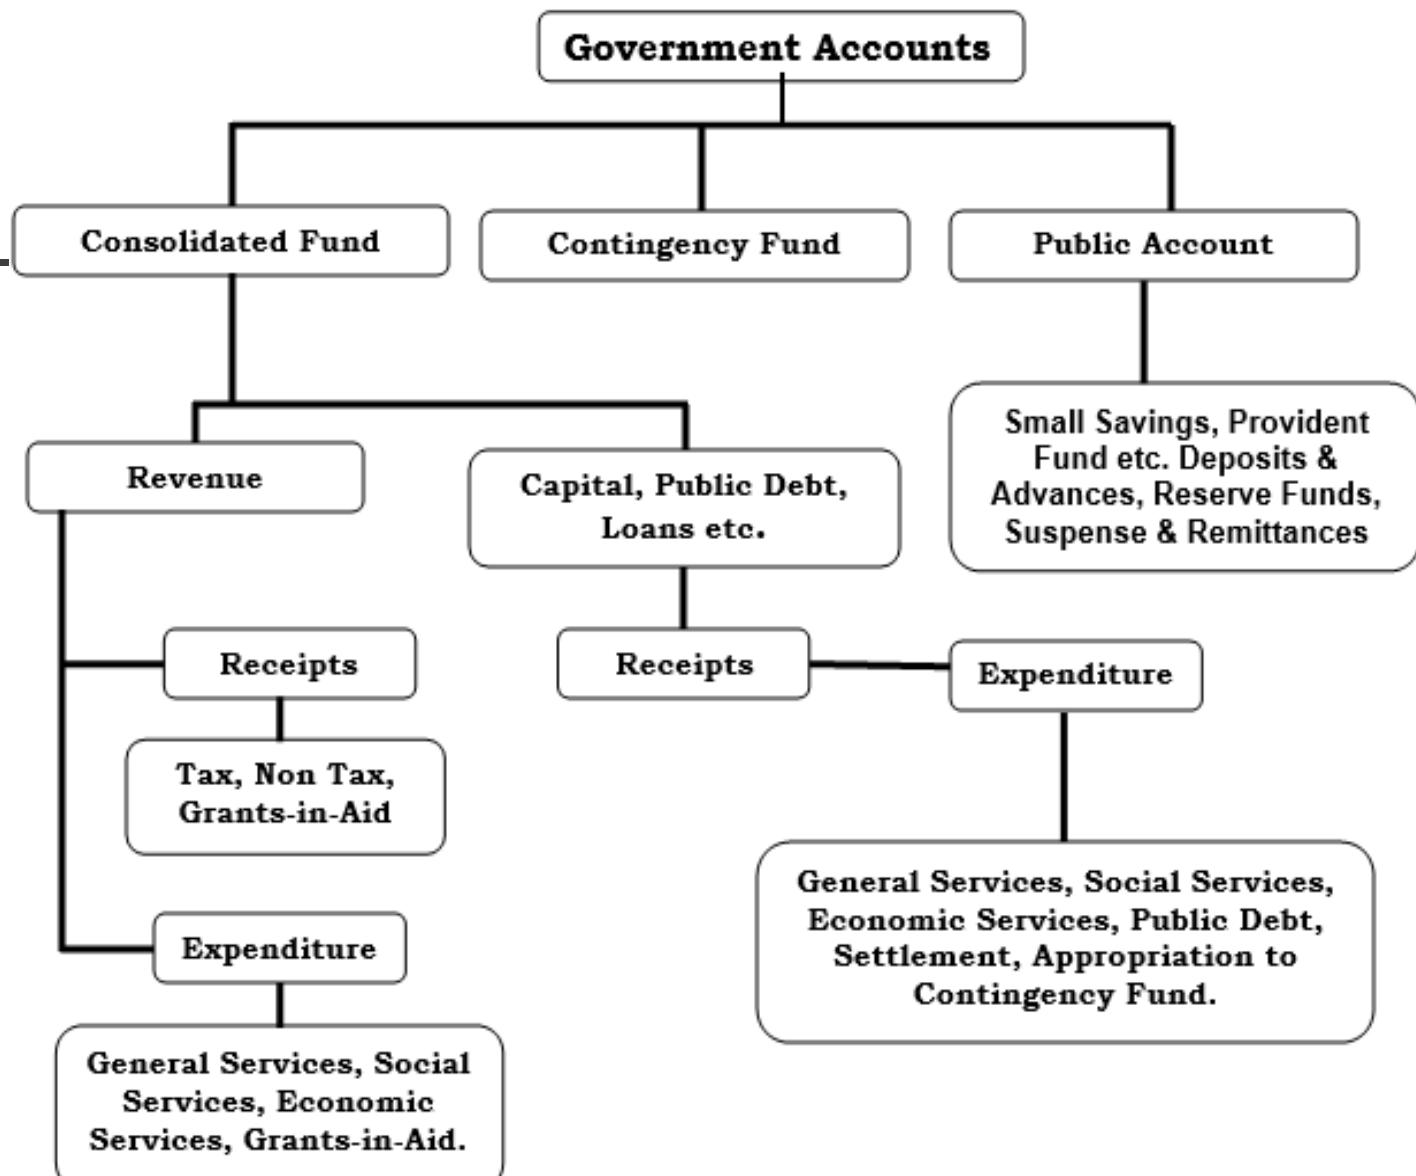 Government Accounts
Consolidated Fund
Contingency Fund
Public Account
Revenue
Capital, Public Debt,
Loans etc.
Small Savings, Provident
Fund etc. Deposits &
Advances, Reserve Funds,
Suspense & Remittances
Receipts
Receipts
Expenditure
Tax, Non Tax,
Grants-in-Aid
Expenditure
General Services, Social Services,
Economic Services, Public Debt,
Settlement, Appropriation to
Contingency Fund.
General Services, Social
Services, Economic
Services, Grants-in-Aid.